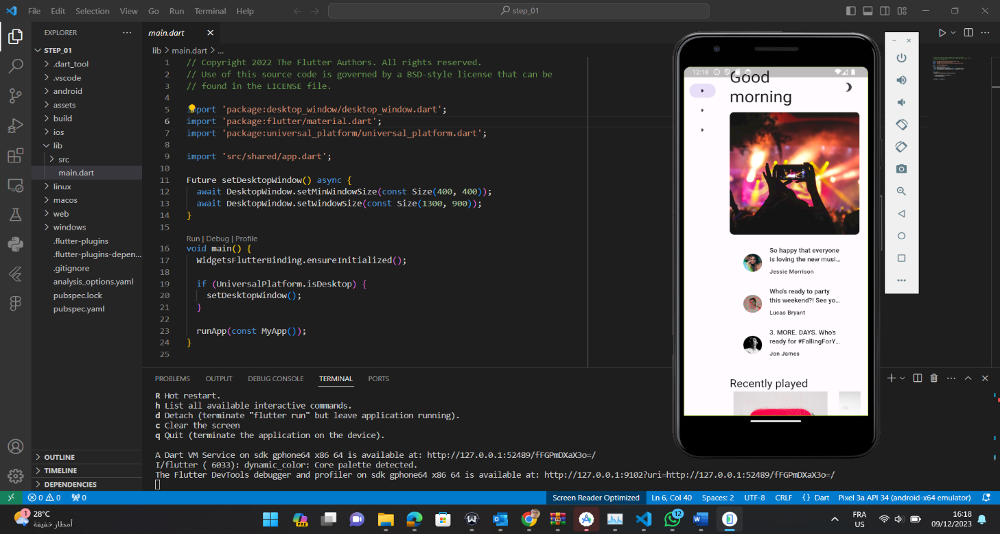 File Edit Selection View Go Run Terminal Help
step_01
EXPLORER
STEP_01
.dart_tool
.vscode
android
assets
build
ios
lib
src
main.dart
linux
macos
web
windows
.flutter-plugins
.flutter-plugins-depen...
.gitignore
analysis_options.yaml
pubspec.lock
pubspec.yaml
OUTLINE
TIMELINE
DEPENDENCIES
main.dart
lib > main.dart > ...
1 // Copyright 2022 The Flutter Authors. All rights reserved.
2 // Use of this source code is governed by a BSD-style license that can be
3 // found in the LICENSE file.
4
5 import 'package:desktop_window/desktop_window.dart';
6 import 'package:flutter/material.dart';
7 import 'package:universal_platform/universal_platform.dart';
8
9 import 'src/shared/app.dart';
10
11 Future setDesktopWindow() async {
12 await DesktopWindow.setMinWindowSize(const Size(400, 400));
13 await DesktopWindow.setWindowSize(const Size(1300, 900));
14 }
15
Run | Debug | Profile
16 void main() {
17 WidgetsFlutterBinding.ensureInitialized();
18
19 if (UniversalPlatform.isDesktop) {
20 setDesktopWindow();
21 }
22
23 runApp(const MyApp());
24 }
25
12:18
Good
morning
So happy that everyone
is loving the new musi...
Jessie Morrison
Who's ready to party
this weekend?! See yo...
Lucas Bryant
3. MORE. DAYS. Who's
ready for #FallingForY...
Jon James
Recently played
PROBLEMS OUTPUT DEBUG CONSOLE TERMINAL PORTS
R Hot restart.
h List all available interactive commands.
d Detach (terminate "flutter run" but leave application running).
c Clear the screen
q Quit (terminate the application on the device).
A Dart VM Service on sdk gphone64 x86 64 is available at: http://127.0.0.1:52489/fFGPmDXaX3o=/
I/flutter ( 6033): dynamic_color: Core palette detected.
The Flutter DevTools debugger and profiler on sdk gphone64 x86 64 is available at: http://127.0.0.1:9102?uri=http://127.0.0.1:52489/fFGPmDXaX3o=/
0 0 0
Screen Reader Optimized Ln 6, Col 40 Spaces: 2 UTF-8 CRLF {} Dart Pixel 3a API 34 (android-x64 emulator)
1
28°C
أمطار خفيفة
PRE
12
FRA
US
16:18
09/12/2023